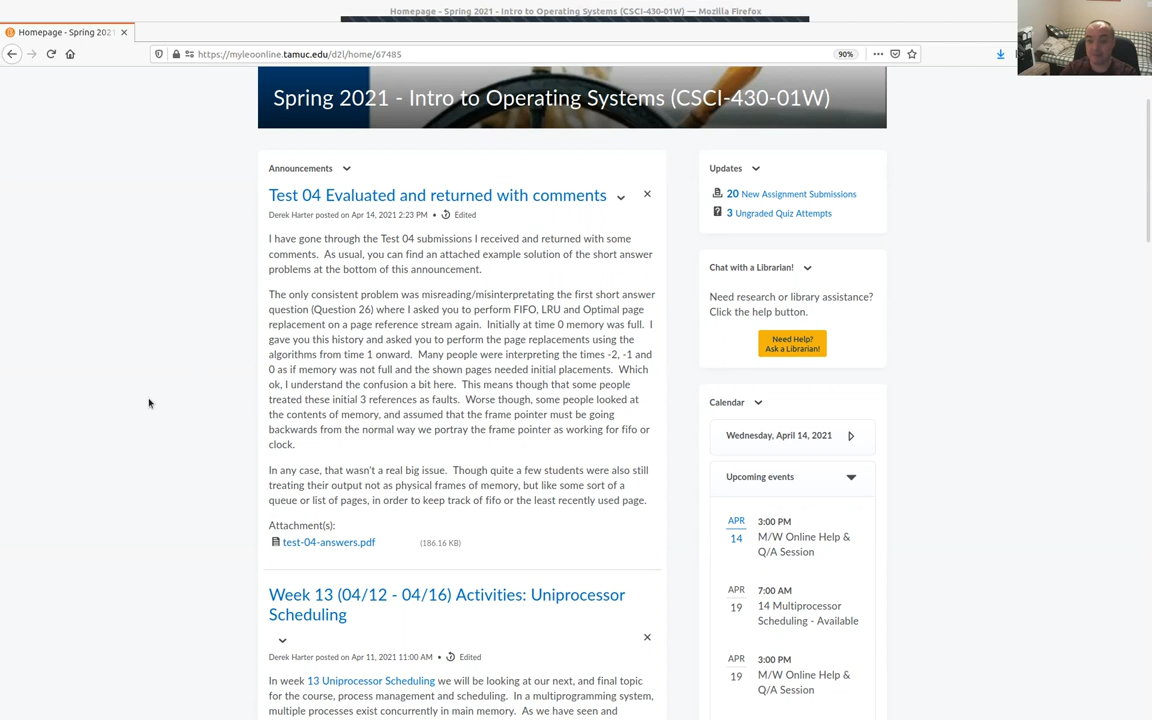 Homepage - Spring 2021 - Intro to Operating Systems (CSCI-430-01W) — Mozilla Firefox
Homepage - Spring 2021
https://myleoonline.tamuc.edu/d2l/home/67485
90%
Spring 2021 - Intro to Operating Systems (CSCI-430-01W)
Announcements
Test 04 Evaluated and returned with comments
Derek Harter posted on Apr 14, 2021 2:23 PM • Edited
I have gone through the Test 04 submissions I received and returned with some
comments. As usual, you can find an attached example solution of the short answer
problems at the bottom of this announcement.
The only consistent problem was misreading/misinterpretating the first short answer
question (Question 26) where I asked you to perform FIFO, LRU and Optimal page
replacement on a page reference stream again. Initially at time 0 memory was full. I
gave you this history and asked you to perform the page replacements using the
algorithms from time 1 onward. Many people were interpreting the times -2, -1 and
0 as if memory was not full and the shown pages needed initial placements. Which
ok, I understand the confusion a bit here. This means though that some people
treated these initial 3 references as faults. Worse though, some people looked at
the contents of memory, and assumed that the frame pointer must be going
backwards from the normal way we portray the frame pointer as working for fifo or
clock.
In any case, that wasn't a real big issue. Though quite a few students were also still
treating their output not as physical frames of memory, but like some sort of a
queue or list of pages, in order to keep track of fifo or the least recently used page.
Attachment(s):
test-04-answers.pdf (186.16 KB)
Week 13 (04/12 - 04/16) Activities: Uniprocessor
Scheduling
Derek Harter posted on Apr 11, 2021 11:00 AM • Edited
In week 13 Uniprocessor Scheduling we will be looking at our next, and final topic
for the course, process management and scheduling. In a multiprogramming system,
multiple processes exist concurrently in main memory. As we have seen and
Updates
20 New Assignment Submissions
3 Ungraded Quiz Attempts
Chat with a Librarian!
Need research or library assistance?
Click the help button.
Need Help?
Ask a Librarian!
Calendar
Wednesday, April 14, 2021
Upcoming events
APR
14
3:00 PM
M/W Online Help &
Q/A Session
APR
19
7:00 AM
14 Multiprocessor
Scheduling - Available
APR
19
3:00 PM
M/W Online Help &
Q/A Session